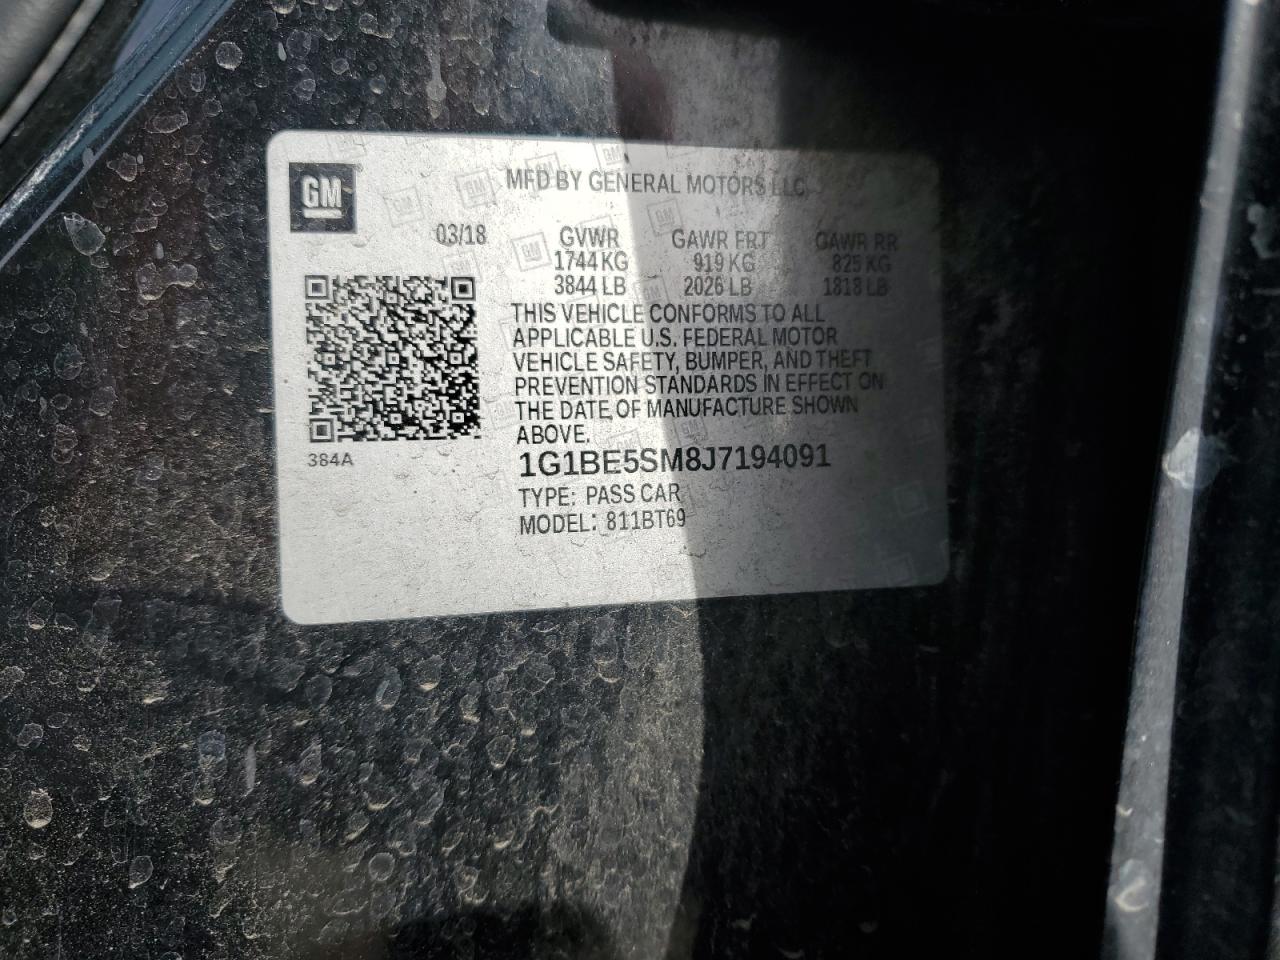 GM
MFD BY GENERAL MOTORS LLC
03/18
GVWR GAWR FRT GAWR RR
1744 KG 919 KG 825 KG
3844 LB 2026 LB 1818 LB
THIS VEHICLE CONFORMS TO ALL
APPLICABLE U.S. FEDERAL MOTOR
VEHICLE SAFETY, BUMPER, AND THEFT
PREVENTION STANDARDS IN EFFECT ON
THE DATE OF MANUFACTURE SHOWN
ABOVE.
384A
1G1BE5SM8J7194091
TYPE: PASS CAR
MODEL: 811BT69